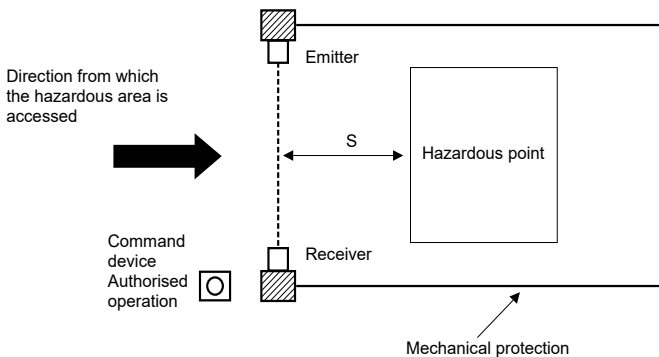 Emitter
Direction from which
the hazardous area is
accessed
S
Hazardous point
Command
device
Authorised
operation
Receiver
Mechanical protection